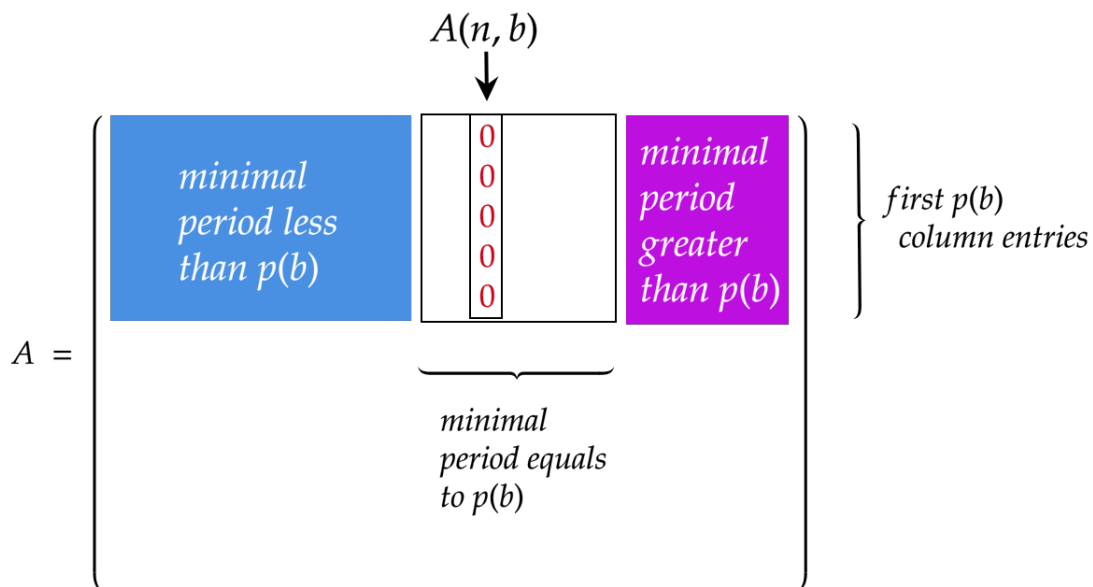 A(n, b)
0
0
0
0
0
minimal
period less
than p(b)
minimal
period
greater
than p(b)
first p(b)
column entries
A =
minimal
period equals
to p(b)